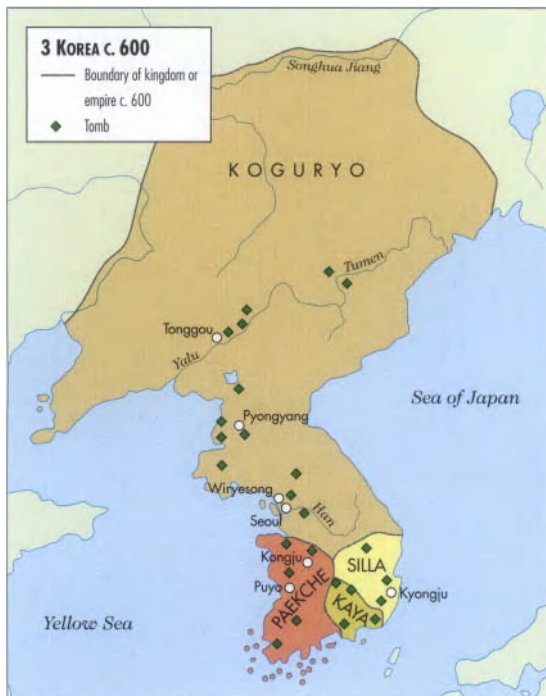 3 KOREA C. 600
Boundary of kingdom or
empire c. 600
Tomb
Songhua Jiang
KOGURYO
Tumen
Tonggou
Yalu
Sea of Japan
Pyongyang
Wiryesong
Han
Seoul
Kongju
SILLA
Puyo
PAEKCHE
KAYA
Kyongju
Yellow Sea